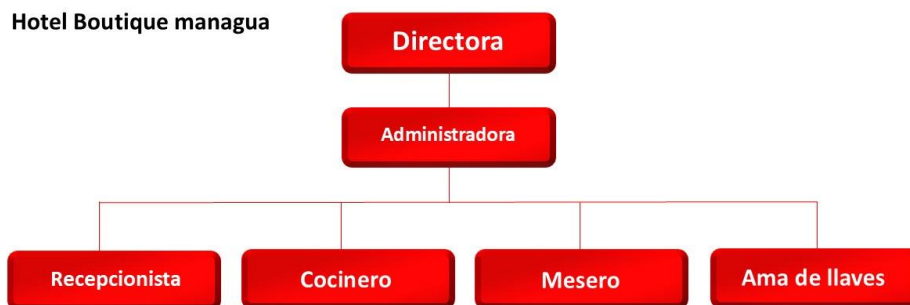 Hotel Boutique managua
Directora
Administradora
Recepcionista
Cocinero
Mesero
Ama de llaves